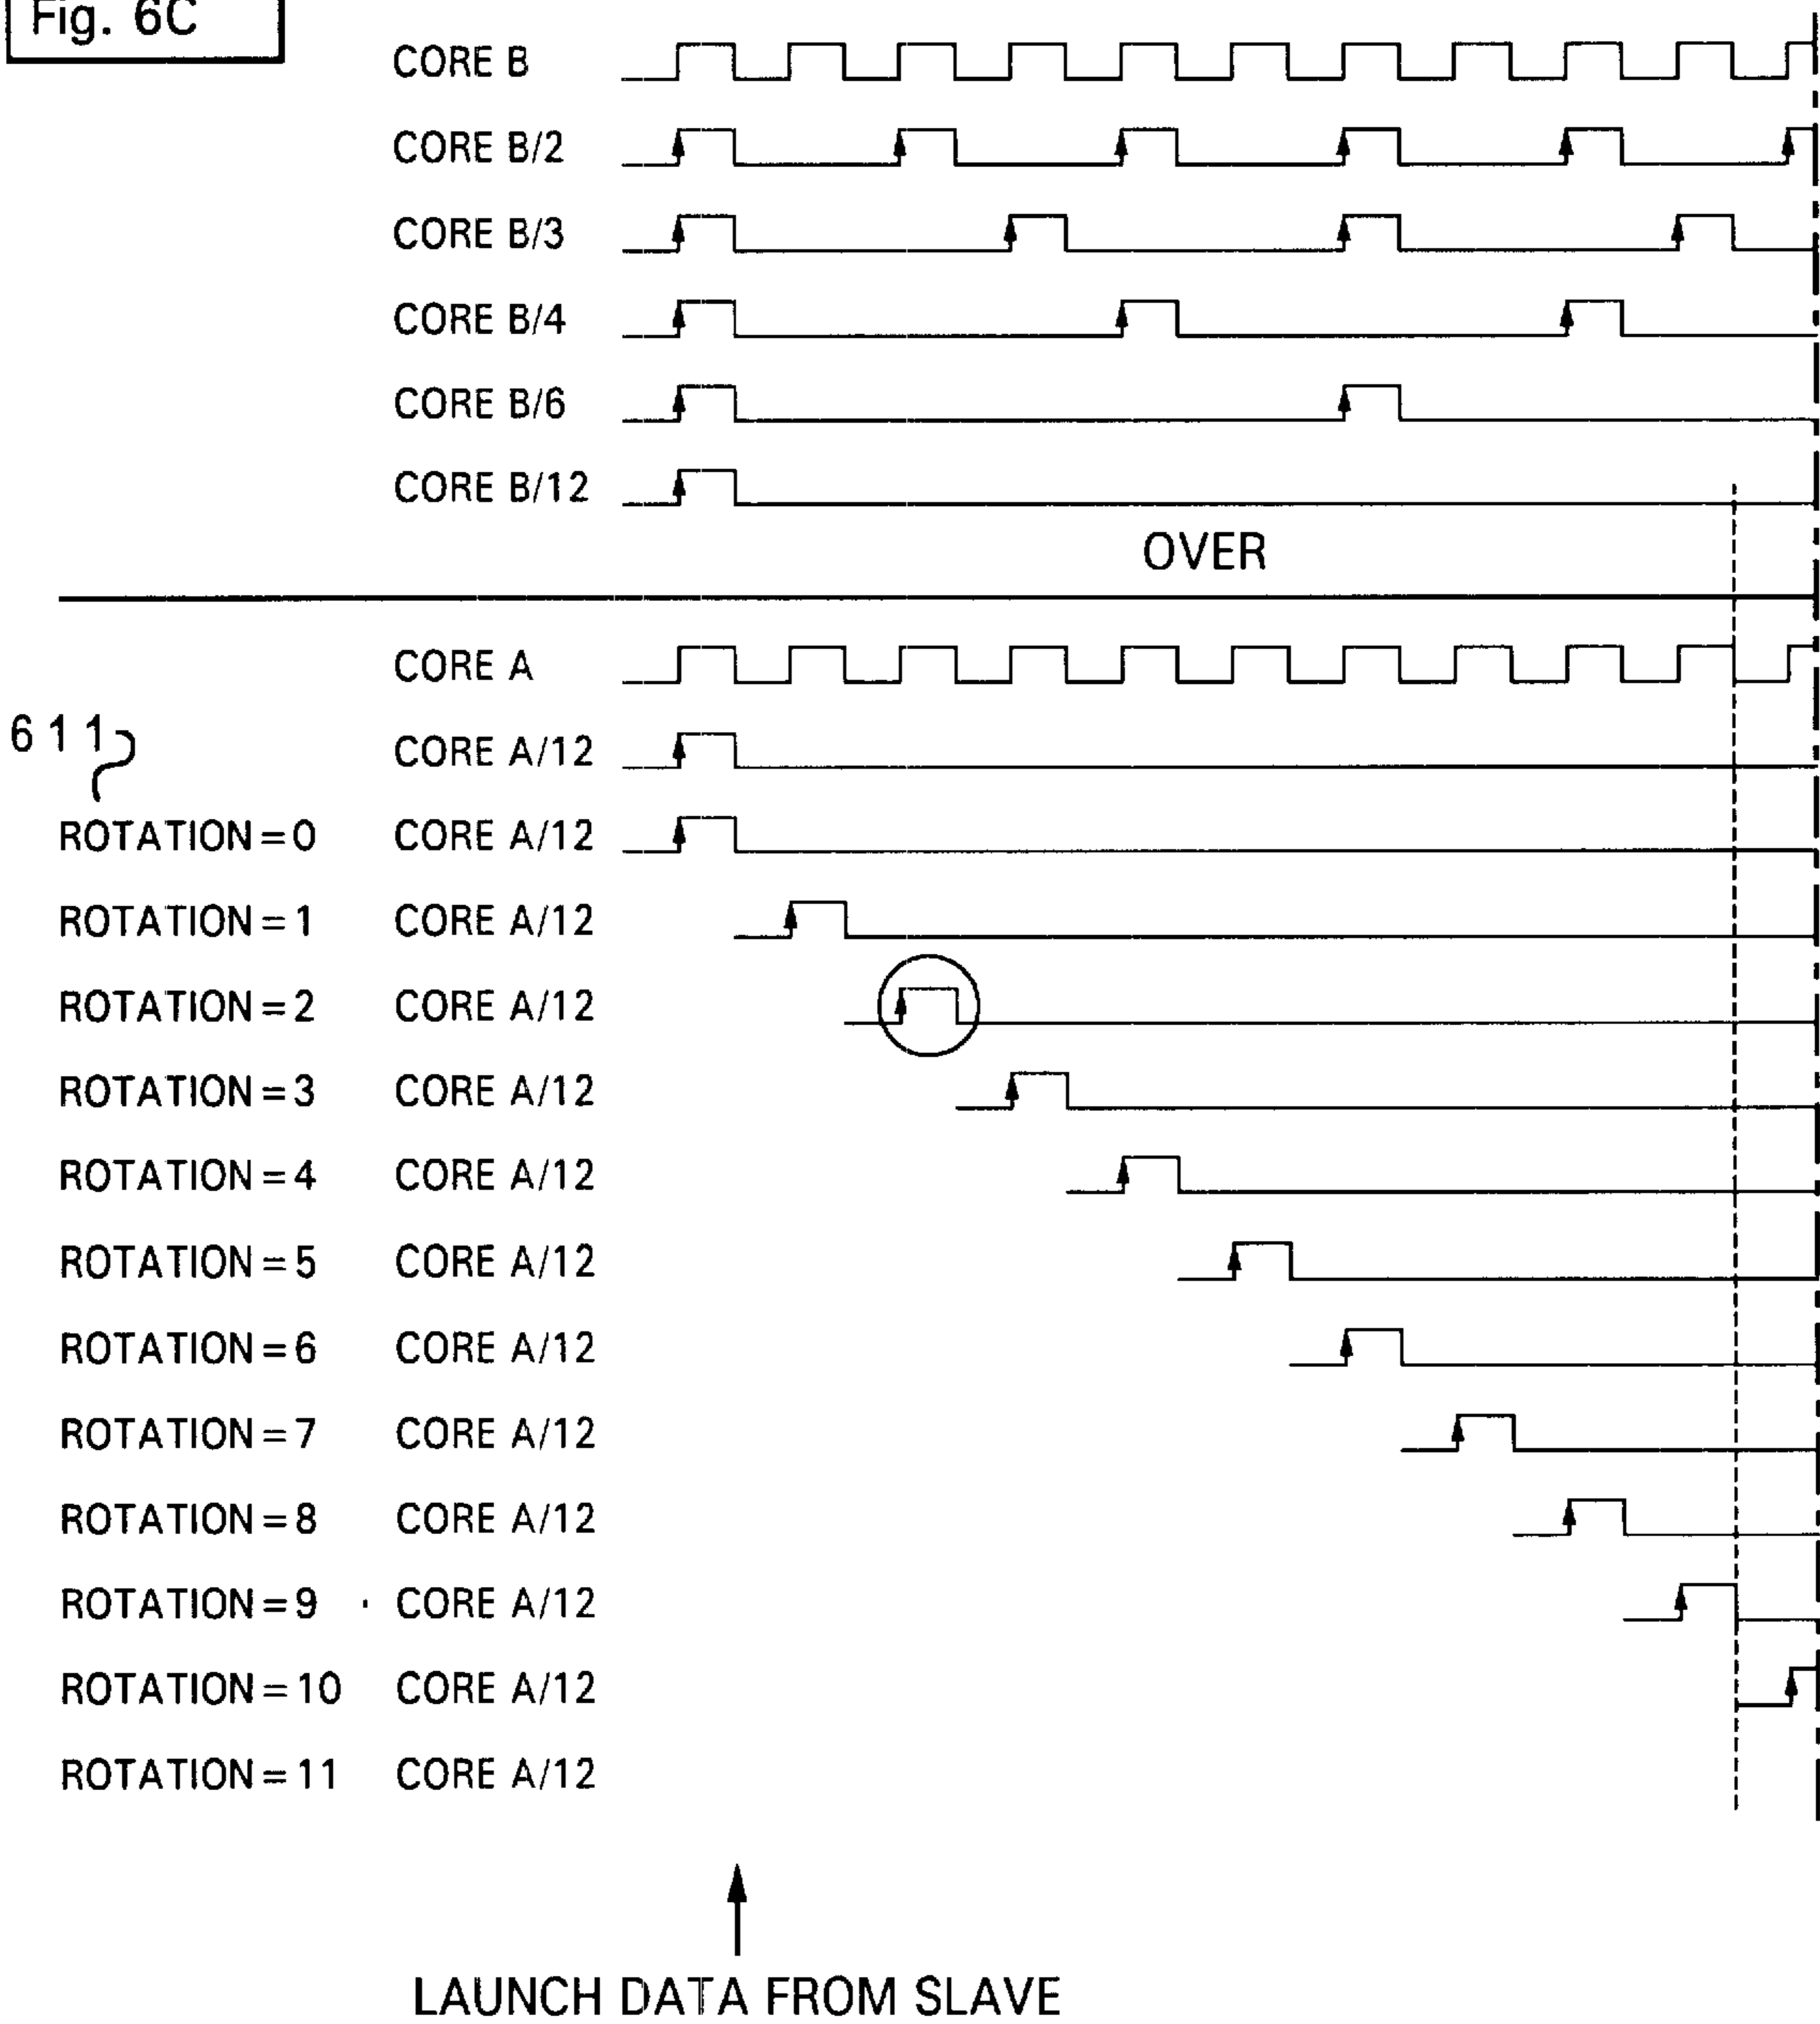 Fig. 6C
CORE B
CORE B/2
CORE B/3
CORE B/4
CORE B/6
CORE B/12
OVER
CORE A
611
CORE A/12
ROTATION=0 CORE A/12
ROTATION=1 CORE A/12
ROTATION=2 CORE A/12
ROTATION=3 CORE A/12
ROTATION=4 CORE A/12
ROTATION=5 CORE A/12
ROTATION=6 CORE A/12
ROTATION=7 CORE A/12
ROTATION=8 CORE A/12
ROTATION=9 CORE A/12
ROTATION=10 CORE A/12
ROTATION=11 CORE A/12
LAUNCH DATA FROM SLAVE